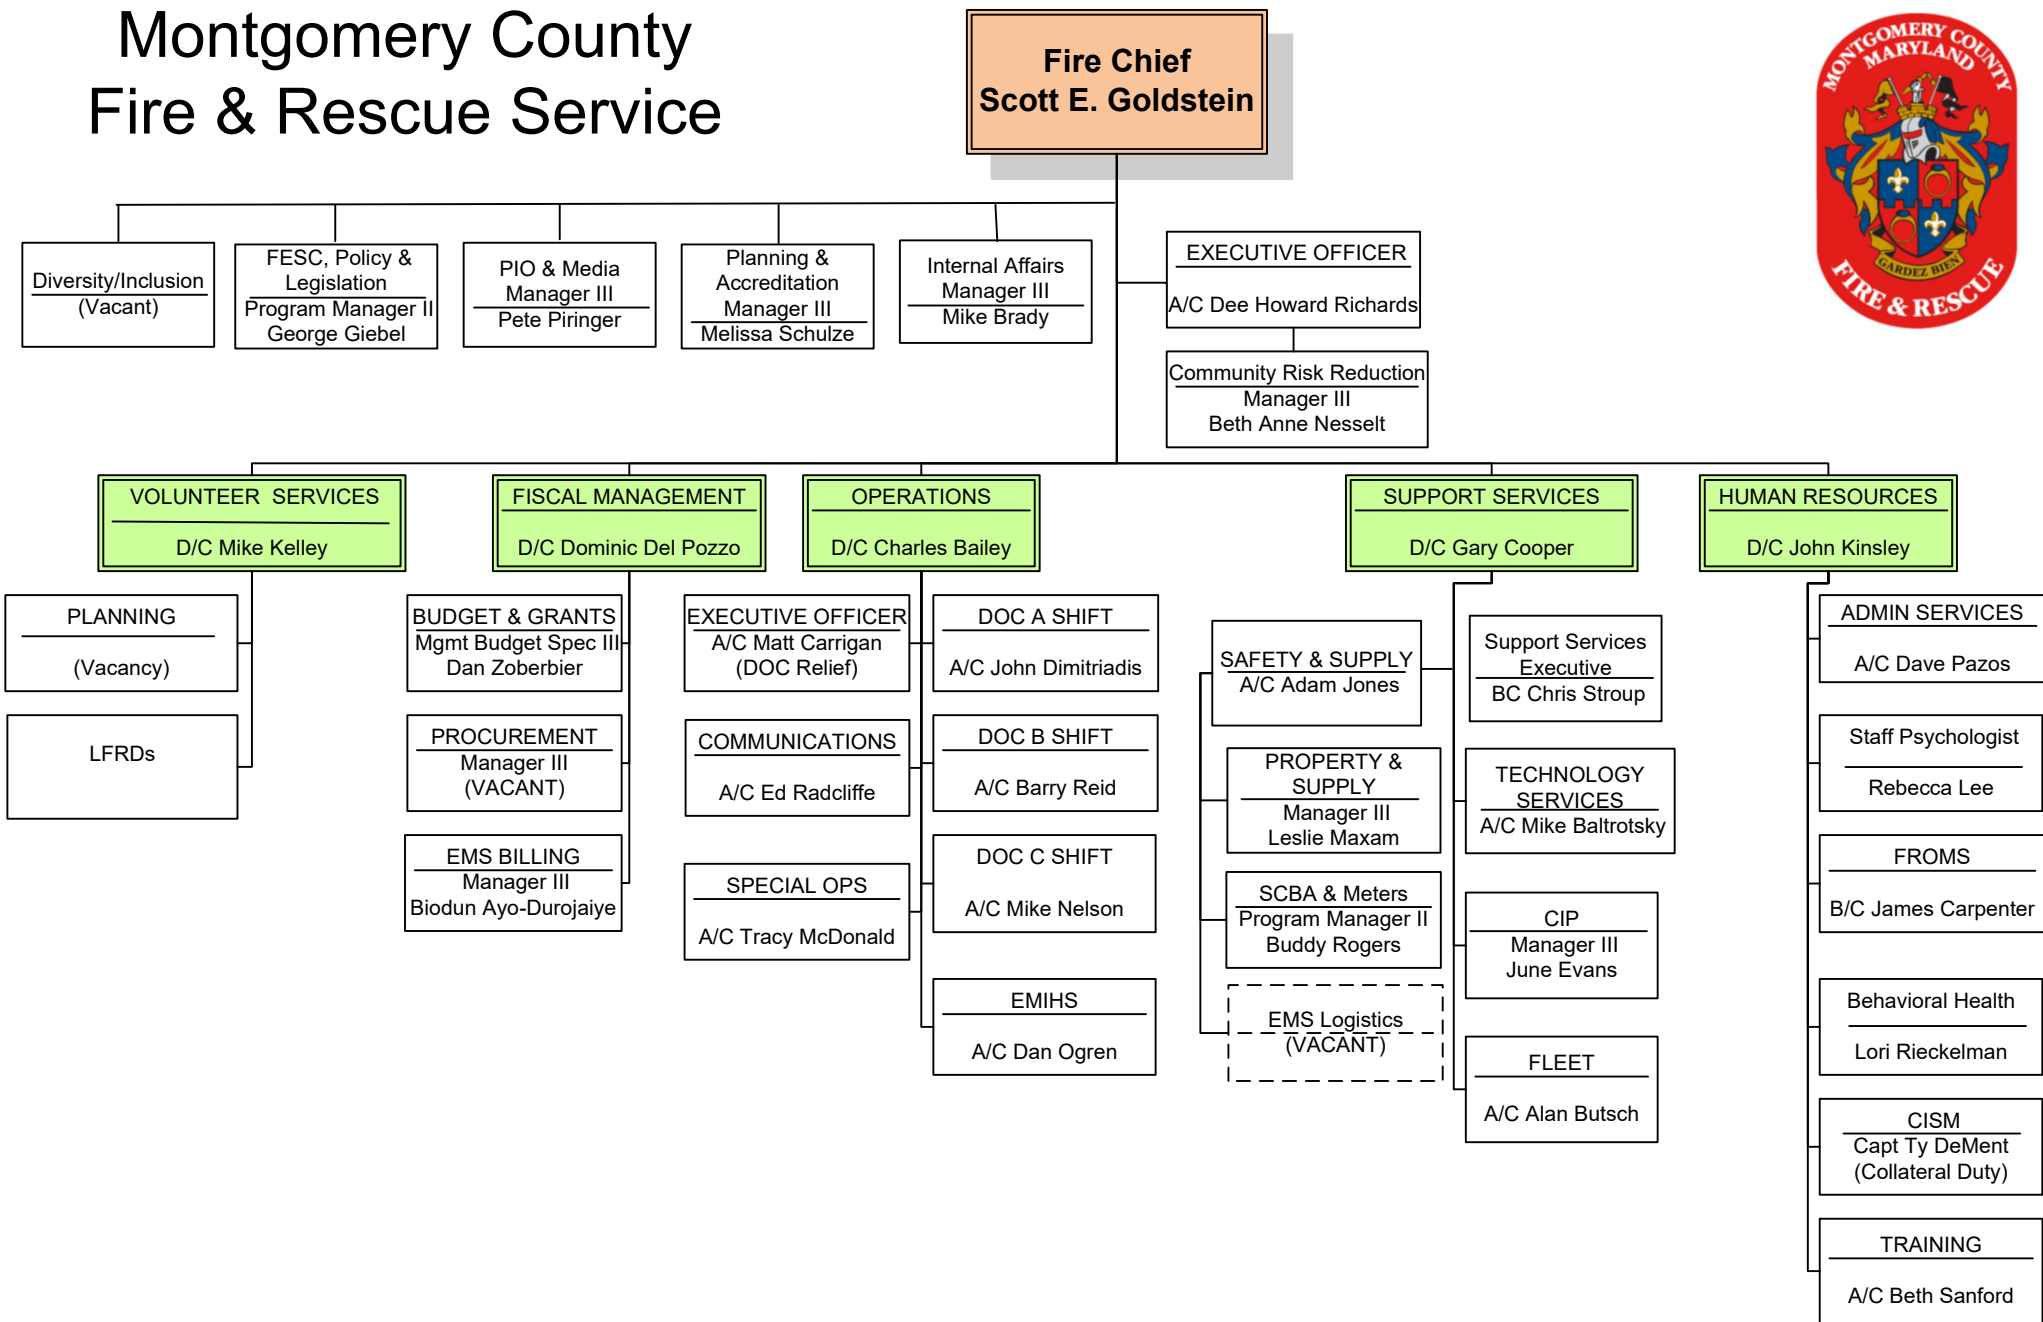 Montgomery County
Fire & Rescue Service
Fire Chief
Scott E. Goldstein
MONTGOMERY COUNTY
MARYLAND
GARDEZ BIEN
FIRE & RESCUE
Diversity/Inclusion
(Vacant)
FESC, Policy &
Legislation
Program Manager II
George Giebel
PIO & Media
Manager III
Pete Piringer
Planning &
Accreditation
Manager III
Melissa Schulze
Internal Affairs
Manager III
Mike Brady
EXECUTIVE OFFICER
A/C Dee Howard Richards
Community Risk Reduction
Manager III
Beth Anne Nesselt
VOLUNTEER  SERVICES
D/C Mike Kelley
FISCAL MANAGEMENT
D/C Dominic Del Pozzo
OPERATIONS
D/C Charles Bailey
SUPPORT SERVICES
D/C Gary Cooper
HUMAN RESOURCES
D/C John Kinsley
PLANNING
(Vacancy)
LFRDs
BUDGET & GRANTS
Mgmt Budget Spec III
Dan Zoberbier
PROCUREMENT
Manager III
(VACANT)
EMS BILLING
Manager III
Biodun Ayo-Durojaiye
EXECUTIVE OFFICER
A/C Matt Carrigan
(DOC Relief)
COMMUNICATIONS
A/C Ed Radcliffe
SPECIAL OPS
A/C Tracy McDonald
DOC A SHIFT
A/C John Dimitriadis
DOC B SHIFT
A/C Barry Reid
DOC C SHIFT
A/C Mike Nelson
EMIHS
A/C Dan Ogren
SAFETY & SUPPLY
A/C Adam Jones
PROPERTY &
SUPPLY
Manager III
Leslie Maxam
SCBA & Meters
Program Manager II
Buddy Rogers
EMS Logistics
(VACANT)
Support Services
Executive
BC Chris Stroup
TECHNOLOGY
SERVICES
A/C Mike Baltrotsky
CIP
Manager III
June Evans
FLEET
A/C Alan Butsch
ADMIN SERVICES
A/C Dave Pazos
Staff Psychologist
Rebecca Lee
FROMS
B/C James Carpenter
Behavioral Health
Lori Rieckelman
CISM
Capt Ty DeMent
(Collateral Duty)
TRAINING
A/C Beth Sanford